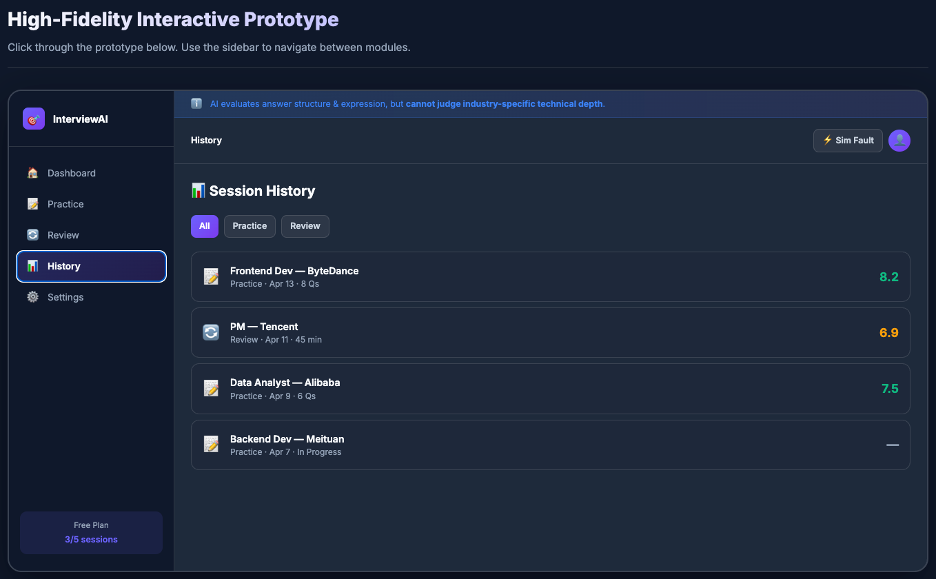 High-Fidelity Interactive Prototype
Click through the prototype below. Use the sidebar to navigate between modules.
InterviewAI
AI evaluates answer structure & expression, but cannot judge industry-specific technical depth.
History
⚡ Sim Fault
Dashboard
Practice
Review
History
Settings
Session History
All
Practice
Review
Frontend Dev — ByteDance
Practice · Apr 13 · 8 Qs
8.2
PM — Tencent
Review · Apr 11 · 45 min
6.9
Data Analyst — Alibaba
Practice · Apr 9 · 6 Qs
7.5
Backend Dev — Meituan
Practice · Apr 7 · In Progress
—
Free Plan
3/5 sessions